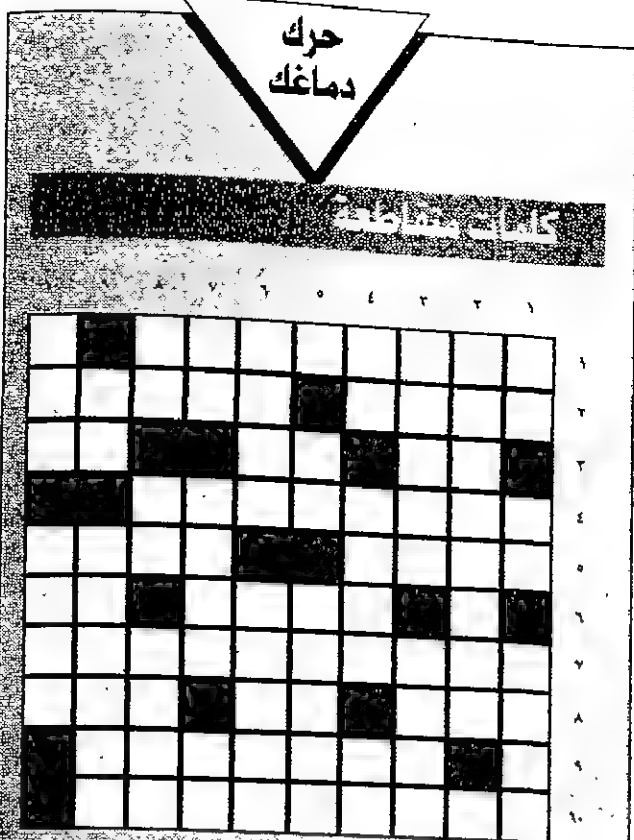 حرك
دماغك
كلمات متقاطعة
٨ ٧ ٦ ٥ ٤ ٣ ٢ ١
١
٢
٣
٤
٥
٦
٧
٨
٩
١٠